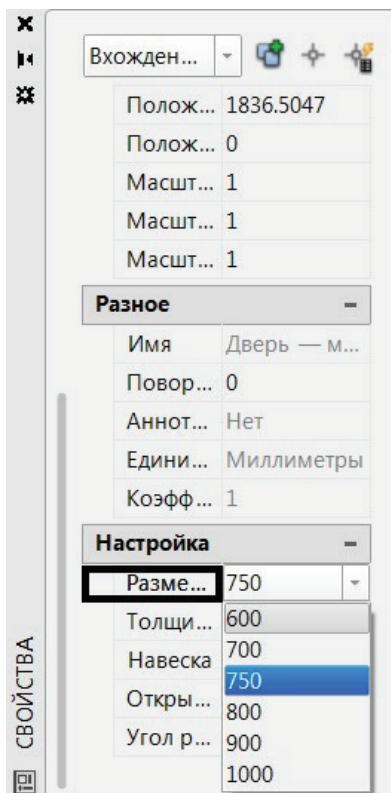 Вхожден...
Полож... 1836.5047
Полож... 0
Масшт... 1
Масшт... 1
Масшт... 1
Разное
Имя Дверь — м...
Повор... 0
Аннот... Нет
Едини... Миллиметры
Коэфф... 1
Настройка
Разме... 750
Толщи... 600
700
Навеска
750
Откры... 800
Угол р... 900
1000
СВОЙСТВА